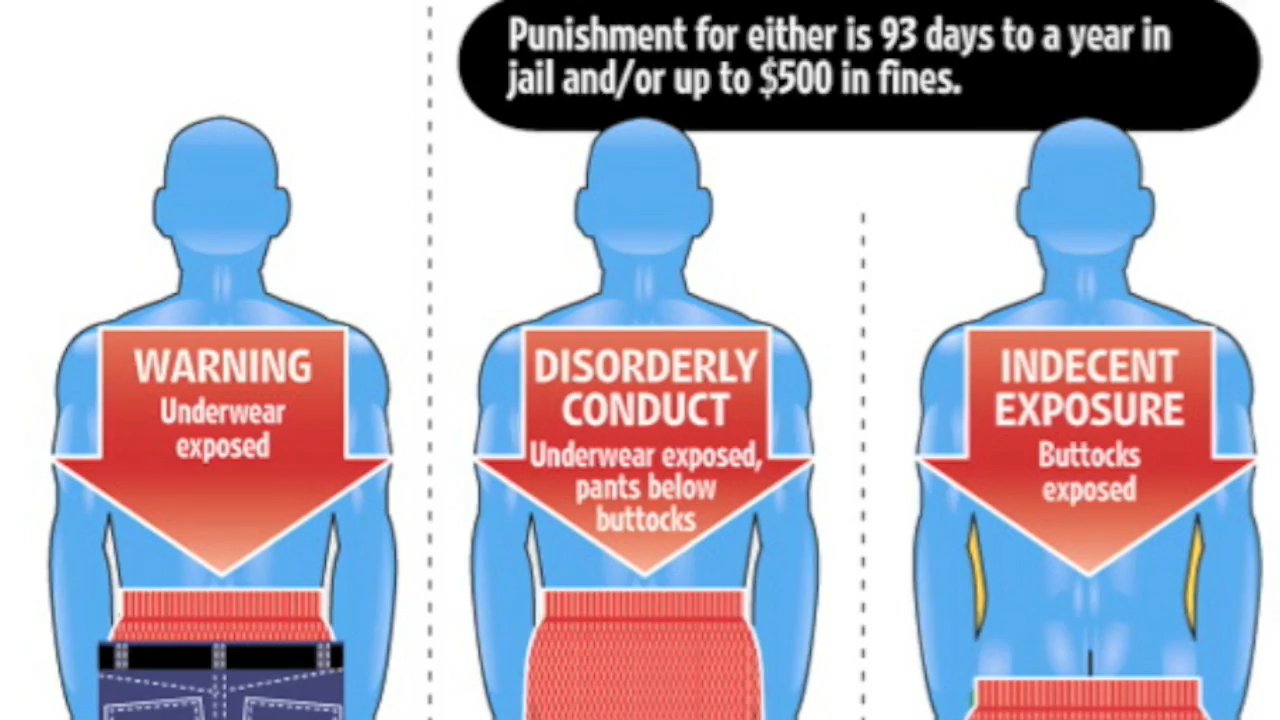 Punishment for either is 93 days to a year in
jail and/or up to $500 in fines.
WARNING
Underwear
exposed
DISORDERLY
CONDUCT
Underwear exposed,
pants below
buttocks
INDECENT
EXPOSURE
Buttocks
exposed